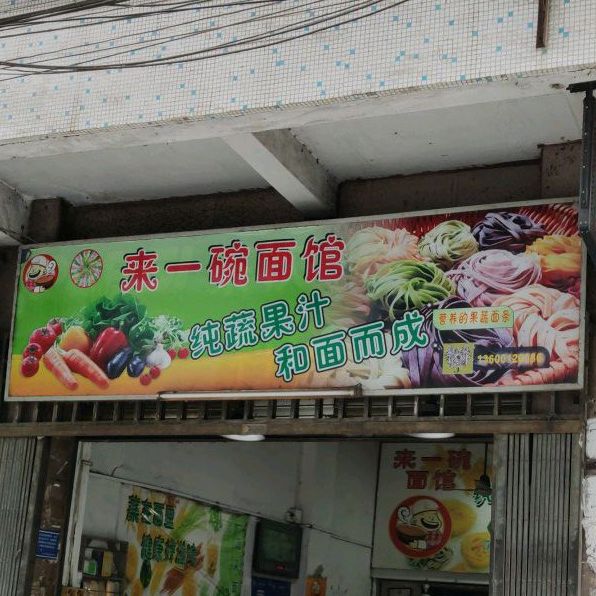 来一碗面馆
纯蔬果汁
和面而成
营养的果蔬面条
来一碗
面馆